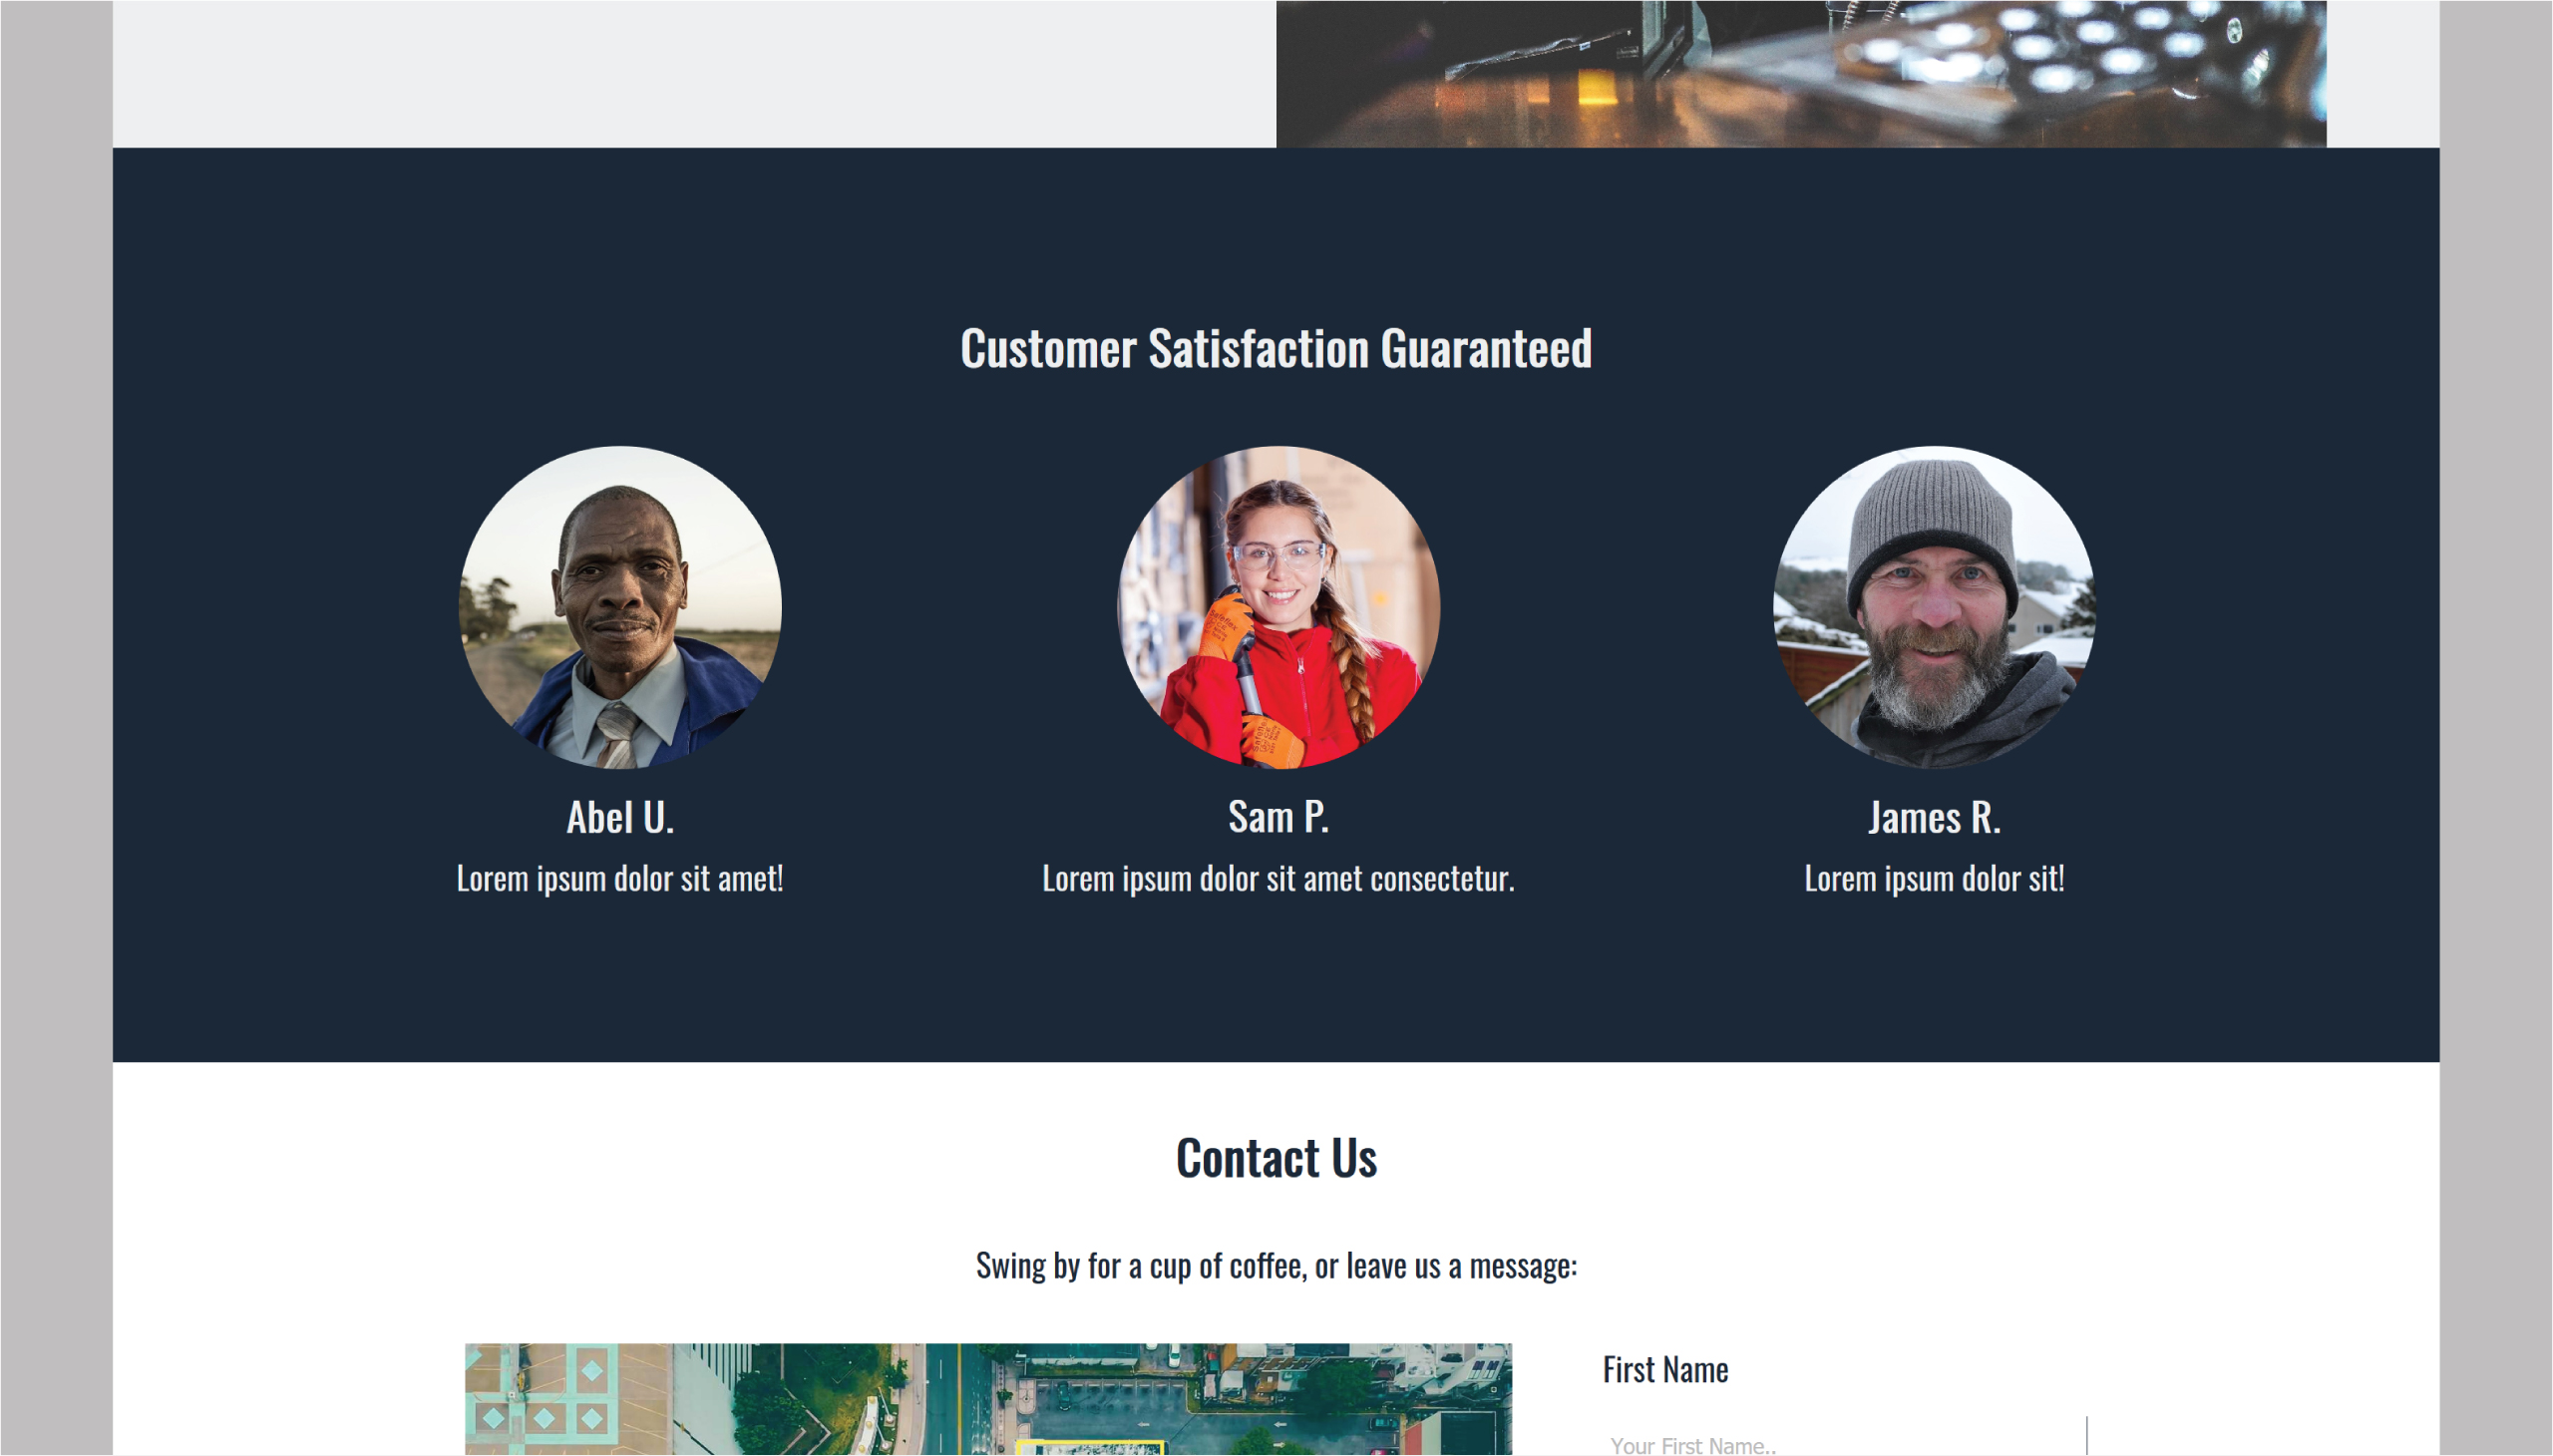 Customer Satisfaction Guaranteed
Abel U.
Sam P.
James R.
Lorem ipsum dolor sit amet!
Lorem ipsum dolor sit amet consectetur.
Lorem ipsum dolor sit!
Contact Us
Swing by for a cup of coffee, or leave us a message:
First Name
Your First Name..